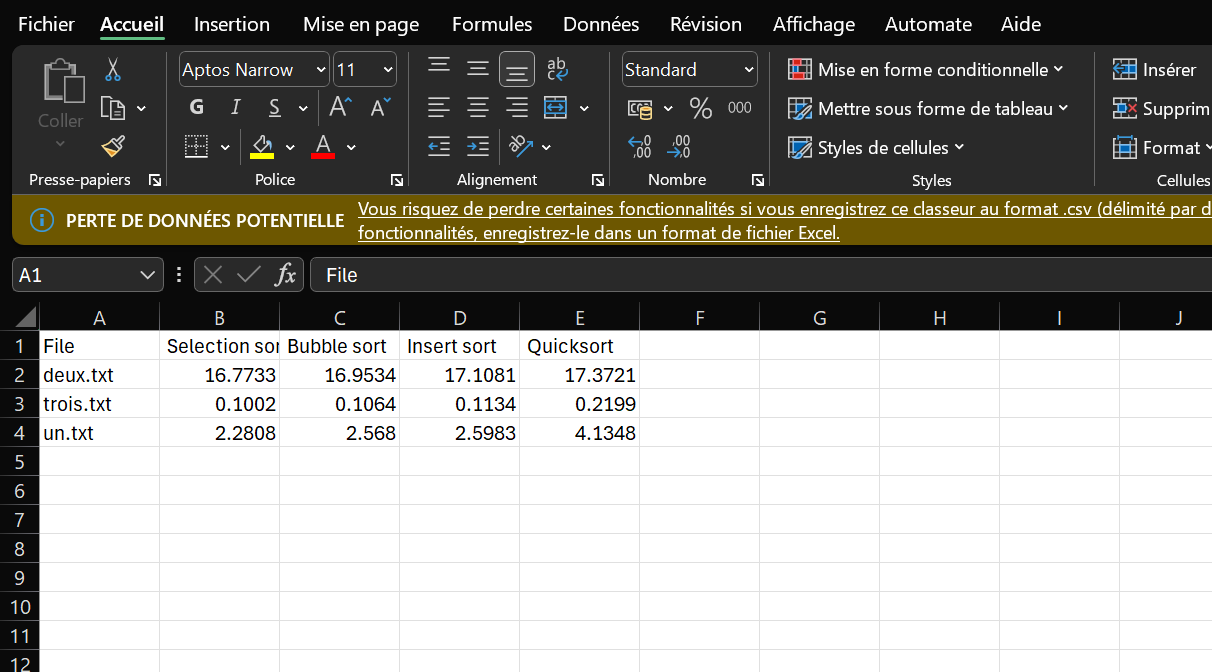 Fichier Accueil Insertion Mise en page Formules Données Révision Affichage Automate Aide
Aptos Narrow 11 ab c Standard Mise en forme conditionnelle Insérer
Coller G I S A A % 000 Mettre sous forme de tableau Supprim
A ,00 ,00 Styles de cellules Format
Presse-papiers Police Alignement Nombre Styles Cellules
PERTE DE DONNÉES POTENTIELLE Vous risquez de perdre certaines fonctionnalités si vous enregistrez ce classeur au format .csv (délimité par d
fonctionnalités, enregistrez-le dans un format de fichier Excel.
A1 fx File
A B C D E F G H I J
1 File Selection sor Bubble sort Insert sort Quicksort
2 deux.txt 16.7733 16.9534 17.1081 17.3721
3 trois.txt 0.1002 0.1064 0.1134 0.2199
4 un.txt 2.2808 2.568 2.5983 4.1348
5
6
7
8
9
10
11
12